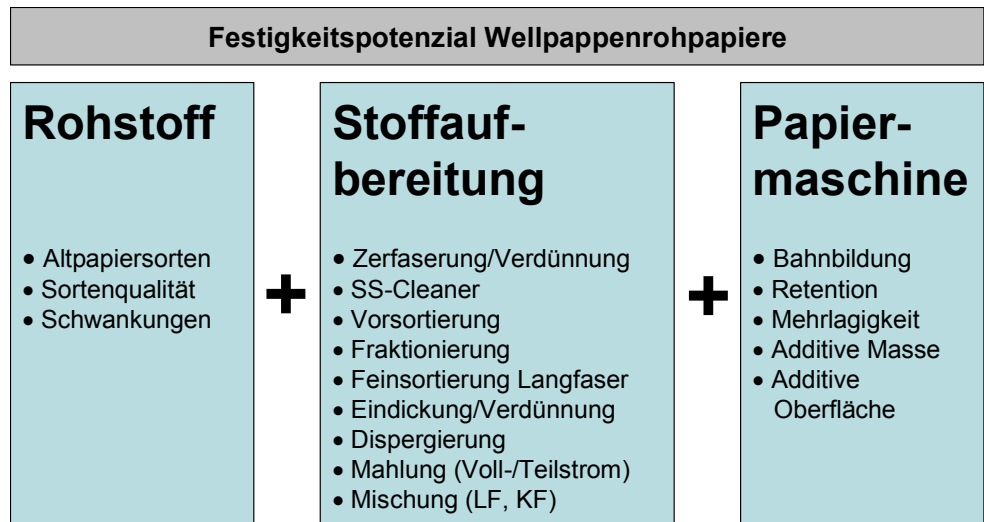 Festigkeitspotenzial Wellpappenrohpapiere
Rohstoff
• Altpapiersorten
• Sortenqualität
• Schwankungen
+
Stoffauf-
bereitung
• Zerfaserung/Verdünnung
• SS-Cleaner
• Vorsortierung
• Fraktionierung
• Feinsortierung Langfaser
• Eindickung/Verdünnung
• Dispergierung
• Mahlung (Voll-/Teilstrom)
• Mischung (LF, KF)
+
Papier-
maschine
• Bahnbildung
• Retention
• Mehrlagigkeit
• Additive Masse
• Additive
Oberfläche